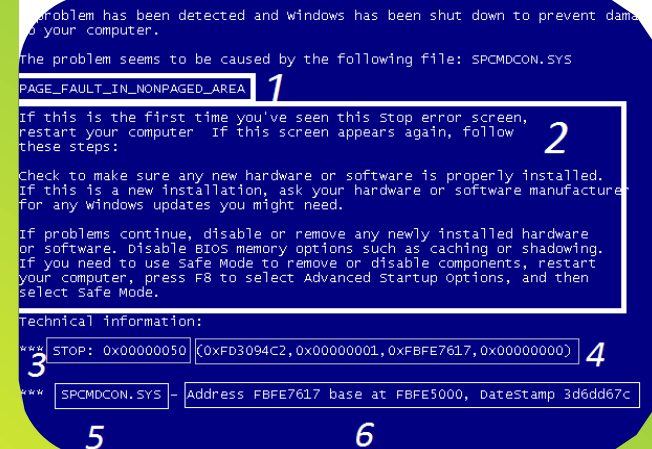 problem has been detected and windows has been shut down to prevent dama
your computer.
The problem seems to be caused by the following file: SPCMDCON.SYS
PAGE_FAULT_IN_NONPAGED_AREA 1
If this is the first time you've seen this Stop error screen,
restart your computer If this screen appears again, follow
these steps:
2
Check to make sure any new hardware or software is properly installed.
If this is a new installation, ask your hardware or software manufacturer
for any windows updates you might need.
If problems continue, disable or remove any newly installed hardware
or software. Disable BIOS memory options such as caching or shadowing.
If you need to use Safe Mode to remove or disable components, restart
your computer, press F8 to select Advanced Startup Options, and then
select Safe Mode.
Technical information:
*** STOP: 0x00000050 (0xFD3094C2,0x00000001,0xFBFE7617,0x00000000)
3 4
*** SPCMDCON.SYS - Address FBFE7617 base at FBFE5000, DateStamp 3d6dd67c
5 6